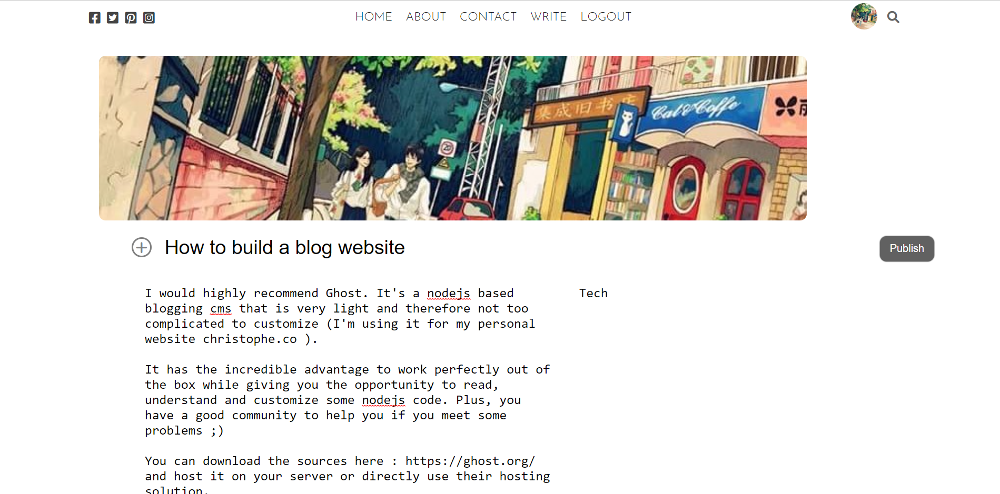 HOME ABOUT CONTACT WRITE LOGOUT
集成旧书店
Cat & Coffe
20
How to build a blog website
Publish
I would highly recommend Ghost. It's a nodejs based
blogging cms that is very light and therefore not too
complicated to customize (I'm using it for my personal
website christophe.co ).
It has the incredible advantage to work perfectly out of
the box while giving you the opportunity to read,
understand and customize some nodejs code. Plus, you
have a good community to help you if you meet some
problems ;)
You can download the sources here : https://ghost.org/
and host it on your server or directly use their hosting
solution.
Tech